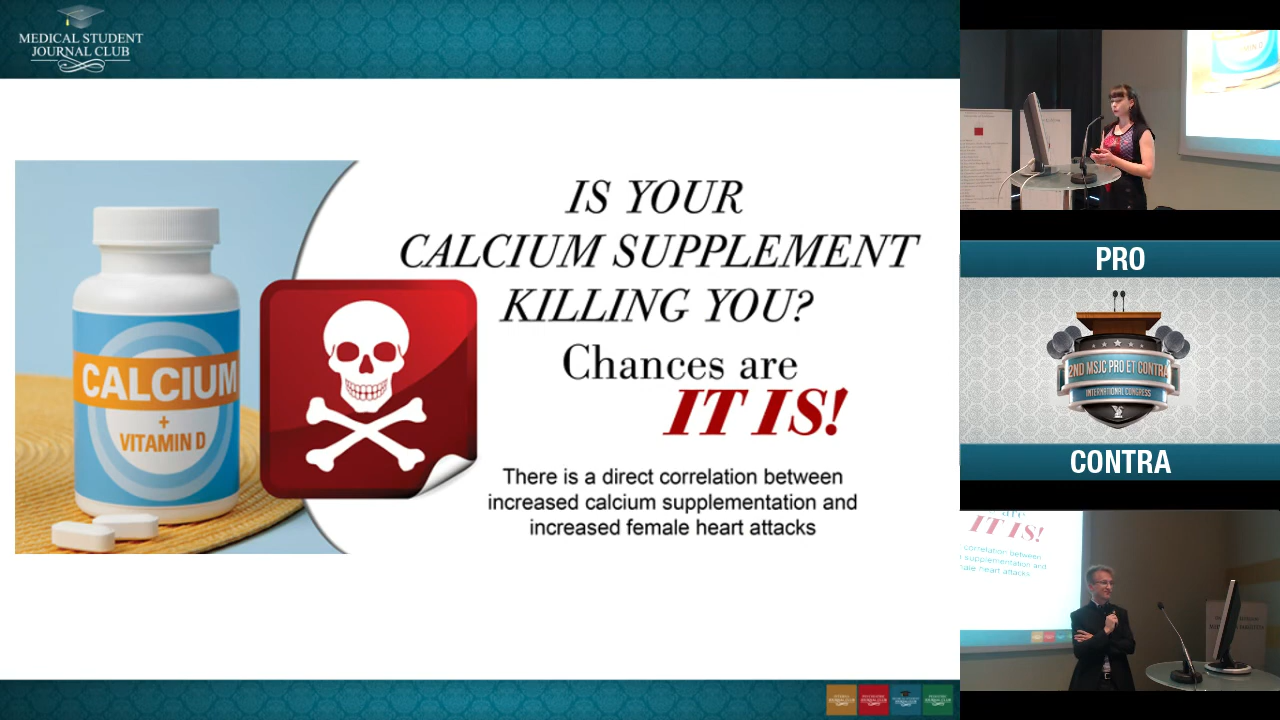 MEDICAL STUDENT
JOURNAL CLUB
IS YOUR
CALCIUM SUPPLEMENT
KILLING YOU?
Chances are
IT IS!
There is a direct correlation between
increased calcium supplementation and
increased female heart attacks
CALCIUM
+
VITAMIN D
PRO
2ND MSJC PRO ET CONTRA
INTERNATIONAL CONGRESS
CONTRA
are
IT IS!
correlation between
supplementation and
heart attacks